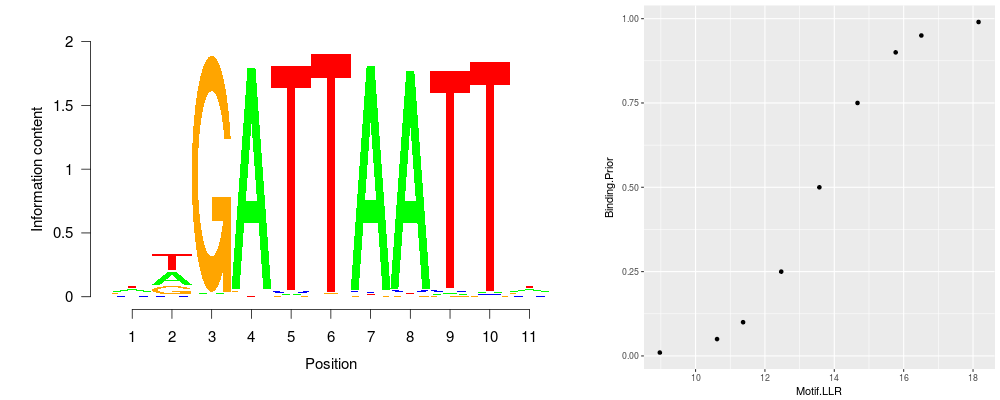 2
1.5
1
0.5
0
Information content
T
A
G
G A T T A A T T
1 2 3 4 5 6 7 8 9 10 11
Position
1.00
0.75
0.50
0.25
0.00
Binding.Prior
10 12 14 16 18
Motif.LLR